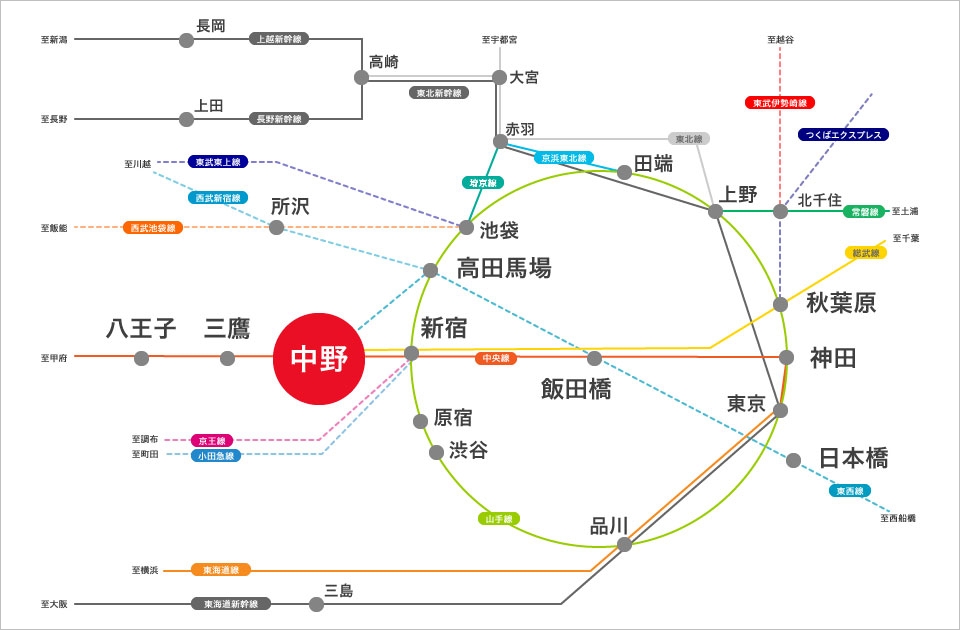 長岡
至新潟
上越新幹線
至宇都宮
至越谷
高崎
大宮
東北新幹線
上田
東武伊勢崎線
至長野
長野新幹線
赤羽
つくばエクスプレス
東北線
京浜東北線
至川越
東武東上線
田端
埼京線
西武新宿線
上野
北千住
所沢
常磐線
至土浦
至飯能
西武池袋線
池袋
至千葉
総武線
高田馬場
秋葉原
八王子
三鷹
新宿
至甲府
中野
中央線
神田
飯田橋
東京
原宿
至調布
京王線
渋谷
至町田
小田急線
日本橋
東西線
山手線
品川
至西船橋
至横浜
東海道線
三島
至大阪
東海道新幹線